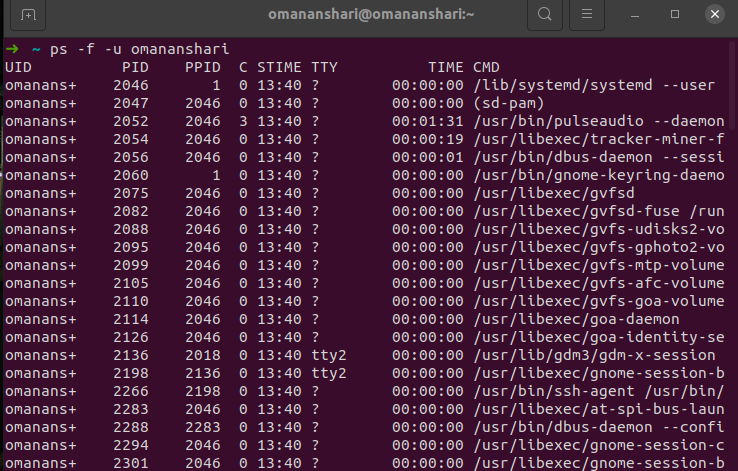 omananshari@omananshari:~
➜ ~ ps -f -u omananshari
UID PID PPID C STIME TTY TIME CMD
omanans+ 2046 1 0 13:40 ? 00:00:00 /lib/systemd/systemd --user
omanans+ 2047 2046 0 13:40 ? 00:00:00 (sd-pam)
omanans+ 2052 2046 3 13:40 ? 00:01:31 /usr/bin/pulseaudio --daemon
omanans+ 2054 2046 0 13:40 ? 00:00:19 /usr/libexec/tracker-miner-f
omanans+ 2056 2046 0 13:40 ? 00:00:01 /usr/bin/dbus-daemon --sessi
omanans+ 2060 1 0 13:40 ? 00:00:00 /usr/bin/gnome-keyring-daemo
omanans+ 2075 2046 0 13:40 ? 00:00:00 /usr/libexec/gvfsd
omanans+ 2082 2046 0 13:40 ? 00:00:00 /usr/libexec/gvfsd-fuse /run
omanans+ 2088 2046 0 13:40 ? 00:00:00 /usr/libexec/gvfs-udisks2-vo
omanans+ 2095 2046 0 13:40 ? 00:00:00 /usr/libexec/gvfs-gphoto2-vo
omanans+ 2099 2046 0 13:40 ? 00:00:00 /usr/libexec/gvfs-mtp-volume
omanans+ 2105 2046 0 13:40 ? 00:00:00 /usr/libexec/gvfs-afc-volume
omanans+ 2110 2046 0 13:40 ? 00:00:00 /usr/libexec/gvfs-goa-volume
omanans+ 2114 2046 0 13:40 ? 00:00:00 /usr/libexec/goa-daemon
omanans+ 2126 2046 0 13:40 ? 00:00:00 /usr/libexec/goa-identity-se
omanans+ 2136 2018 0 13:40 tty2 00:00:00 /usr/lib/gdm3/gdm-x-session
omanans+ 2198 2136 0 13:40 tty2 00:00:00 /usr/libexec/gnome-session-b
omanans+ 2266 2198 0 13:40 ? 00:00:00 /usr/bin/ssh-agent /usr/bin/
omanans+ 2283 2046 0 13:40 ? 00:00:00 /usr/libexec/at-spi-bus-laun
omanans+ 2288 2283 0 13:40 ? 00:00:00 /usr/bin/dbus-daemon --confi
omanans+ 2294 2046 0 13:40 ? 00:00:00 /usr/libexec/gnome-session-c
omanans+ 2301 2046 0 13:40 ? 00:00:00 /usr/libexec/gnome-session-b